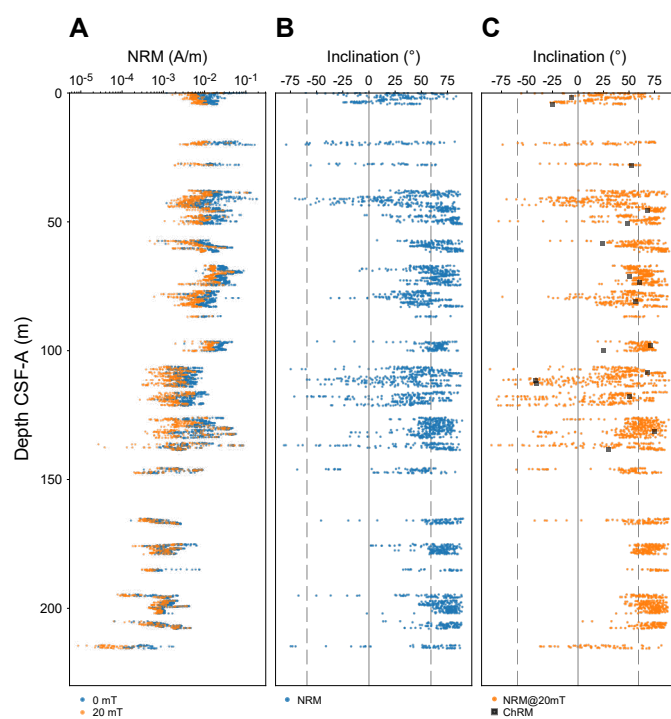 A B C
NRM (A/m) Inclination (°) Inclination (°)
10⁻⁵ 10⁻⁴ 10⁻³ 10⁻² 10⁻¹ -75 -50 -25 0 25 50 75 -75 -50 -25 0 25 50 75
0
50
100
150
200
Depth CSF-A (m)
0 mT NRM NRM@20mT
20 mT ChRM